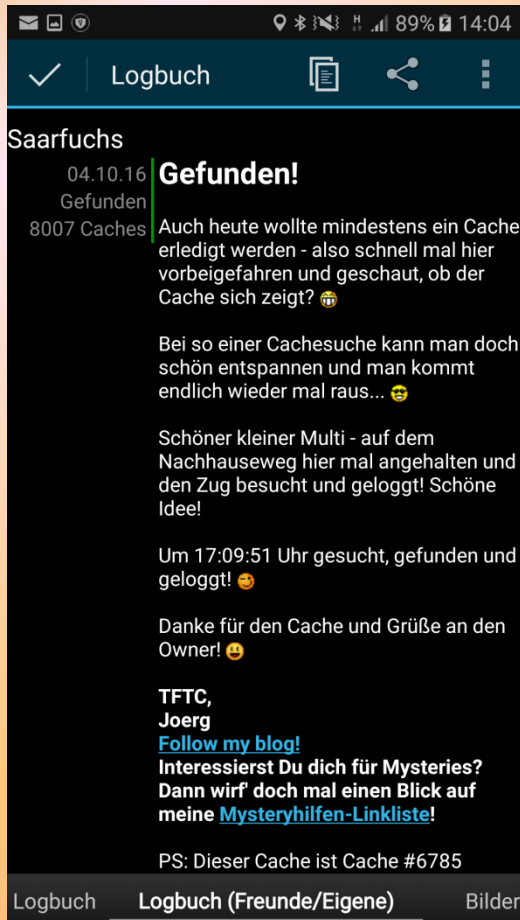 89% 14:04
Logbuch
Saarfuchs
04.10.16
Gefunden
8007 Caches
Gefunden!
Auch heute wollte mindestens ein Cache
erledigt werden - also schnell mal hier
vorbeigefahren und geschaut, ob der
Cache sich zeigt?
Bei so einer Cachesuche kann man doch
schön entspannen und man kommt
endlich wieder mal raus...
Schöner kleiner Multi - auf dem
Nachhauseweg hier mal angehalten und
den Zug besucht und geloggt! Schöne
Idee!
Um 17:09:51 Uhr gesucht, gefunden und
geloggt!
Danke für den Cache und Grüße an den
Owner!
TFTC,
Joerg
Follow my blog!
Interessierst Du dich für Mysteries?
Dann wirf' doch mal einen Blick auf
meine Mysteryhilfen-Linkliste!
PS: Dieser Cache ist Cache #6785
Logbuch Logbuch (Freunde/Eigene) Bilder